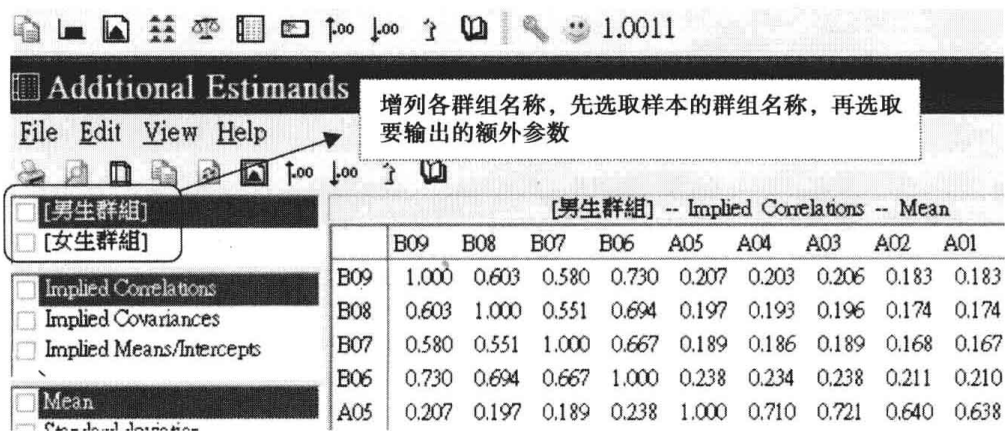 1.0011
Additional Estimands
增列各群组名称，先选取样本的群组名称，再选取
要输出的额外参数
File Edit View Help
[男生群組]
[女生群組]
Implied Correlations
Implied Covariances
Implied Means/Intercepts
Mean
Standard deviation
[男生群組] -- Implied Correlations -- Mean
B09 B08 B07 B06 A05 A04 A03 A02 A01
B09 1.000 0.603 0.580 0.730 0.207 0.203 0.206 0.183 0.183
B08 0.603 1.000 0.551 0.694 0.197 0.193 0.196 0.174 0.174
B07 0.580 0.551 1.000 0.667 0.189 0.186 0.189 0.168 0.167
B06 0.730 0.694 0.667 1.000 0.238 0.234 0.238 0.211 0.210
A05 0.207 0.197 0.189 0.238 1.000 0.710 0.721 0.640 0.638